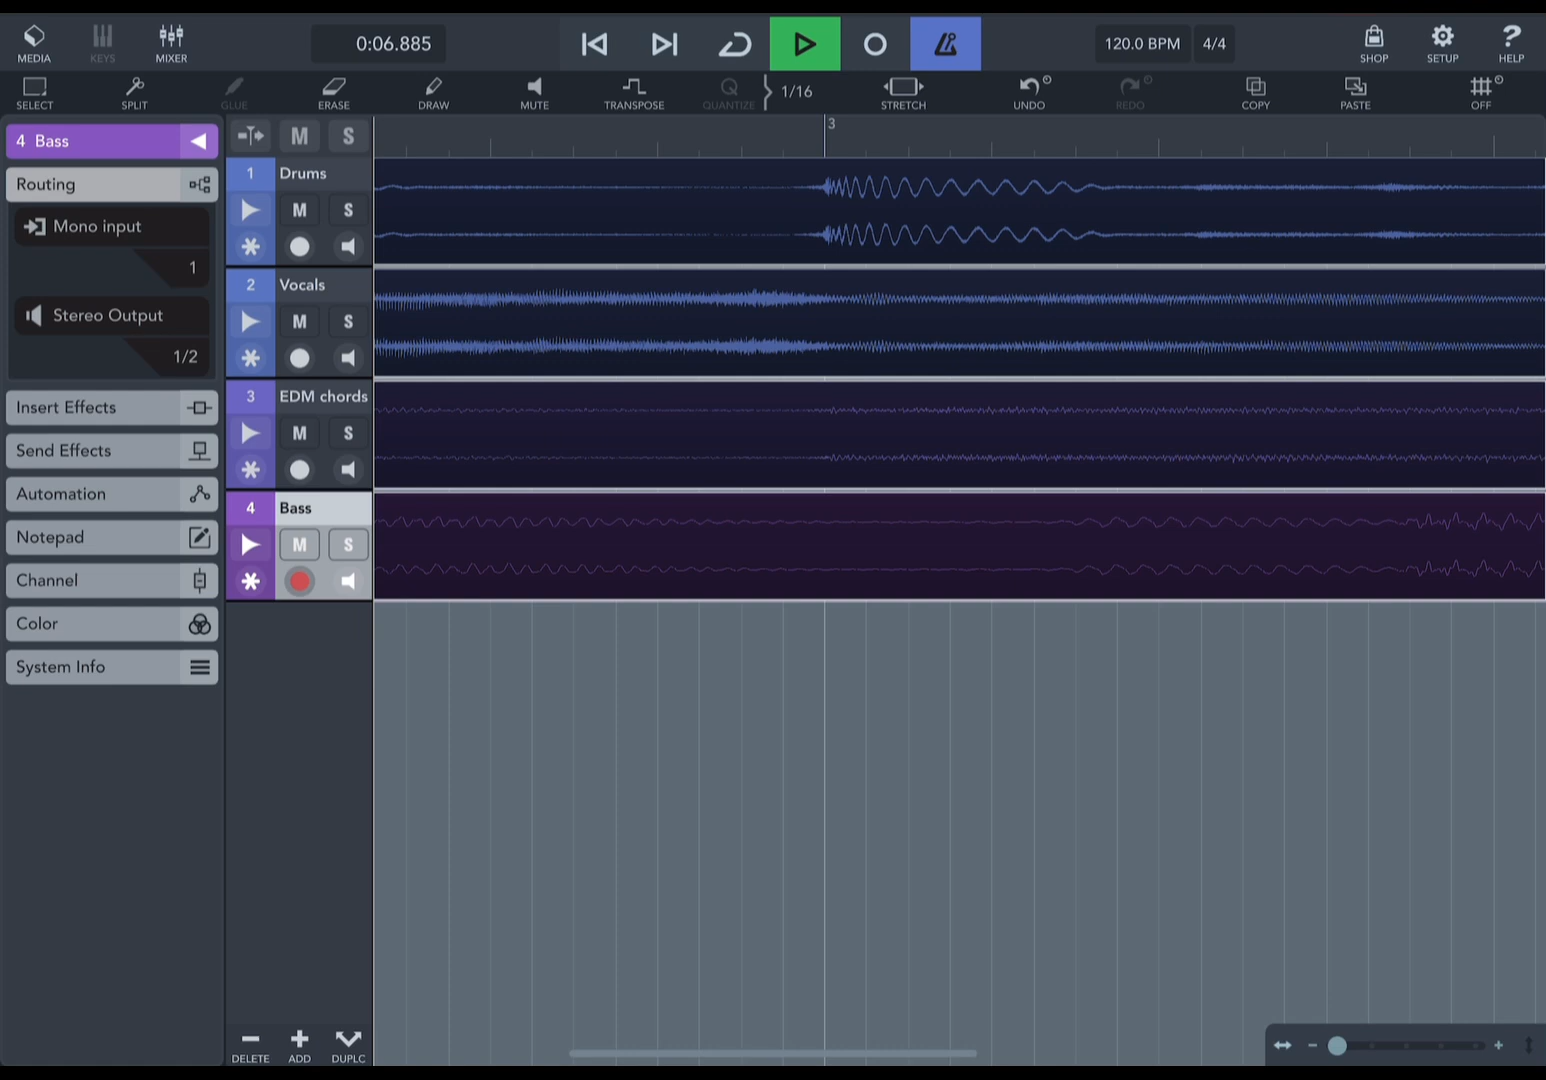 MEDIA
KEYS
MIXER
0:06.885
120.0 BPM
4/4
SHOP
SETUP
? HELP
SELECT
SPLIT
GLUE
ERASE
DRAW
MUTE
TRANSPOSE
QUANTIZE
1/16
STRETCH
UNDO
REDO
COPY
PASTE
OFF
4 Bass
Routing
Mono input
1
Stereo Output
1/2
Insert Effects
Send Effects
Automation
Notepad
Channel
Color
System Info
M S
3
1 Drums
M S
2 Vocals
M S
3 EDM chords
M S
4 Bass
M S
DELETE
ADD
DUPLC